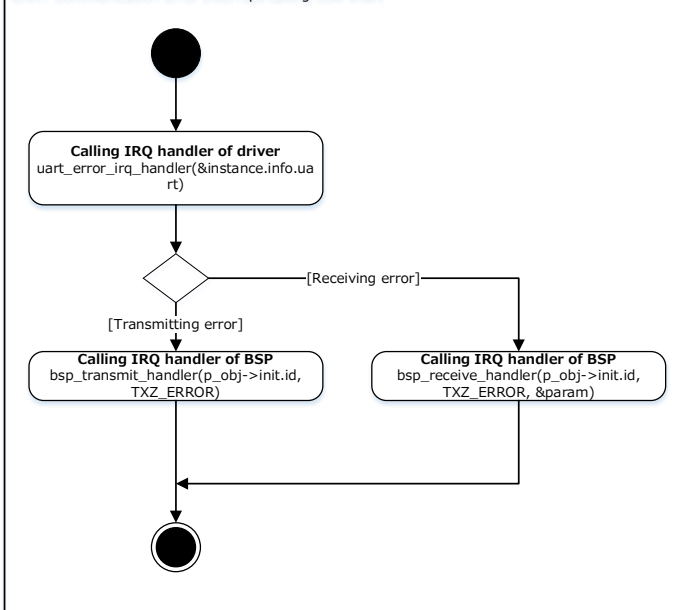 Calling IRQ handler of driver
uart_error_irq_handler(&instance.info.ua
rt)
[Receiving error]
[Transmitting error]
Calling IRQ handler of BSP
bsp_transmit_handler(p_obj->init.id,
TXZ_ERROR)
Calling IRQ handler of BSP
bsp_receive_handler(p_obj->init.id,
TXZ_ERROR, &param)